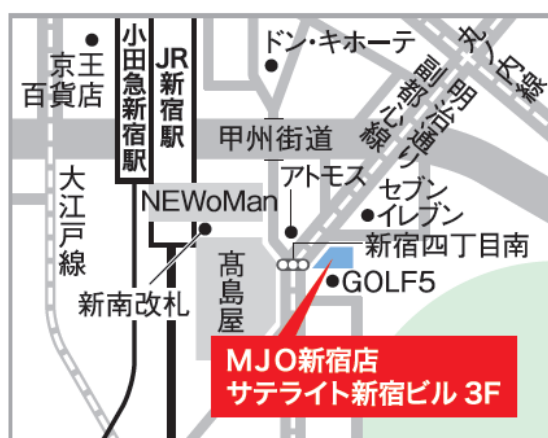 京王
百貨店
小田急新宿駅
JR新宿駅
ドン・キホーテ
丸ノ内線
明治通り
副都心線
甲州街道
大江戸線
NEWoMan
アトモス
セブン
イレブン
新宿四丁目南
新南改札
髙島屋
GOLF5
MJO新宿店
サテライト新宿ビル 3F